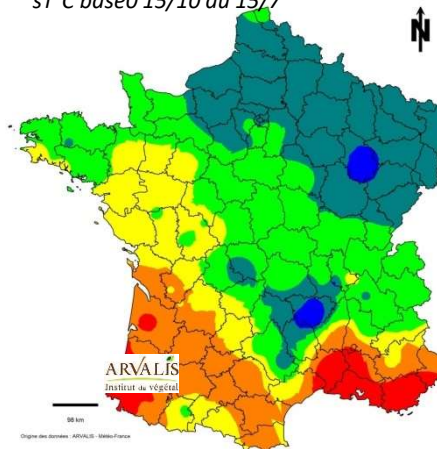 sT°C base0 15/10 au 15/7
N
ARVALIS
Institut du végétal
98 km
Origine des données : ARVALIS - Météo-France